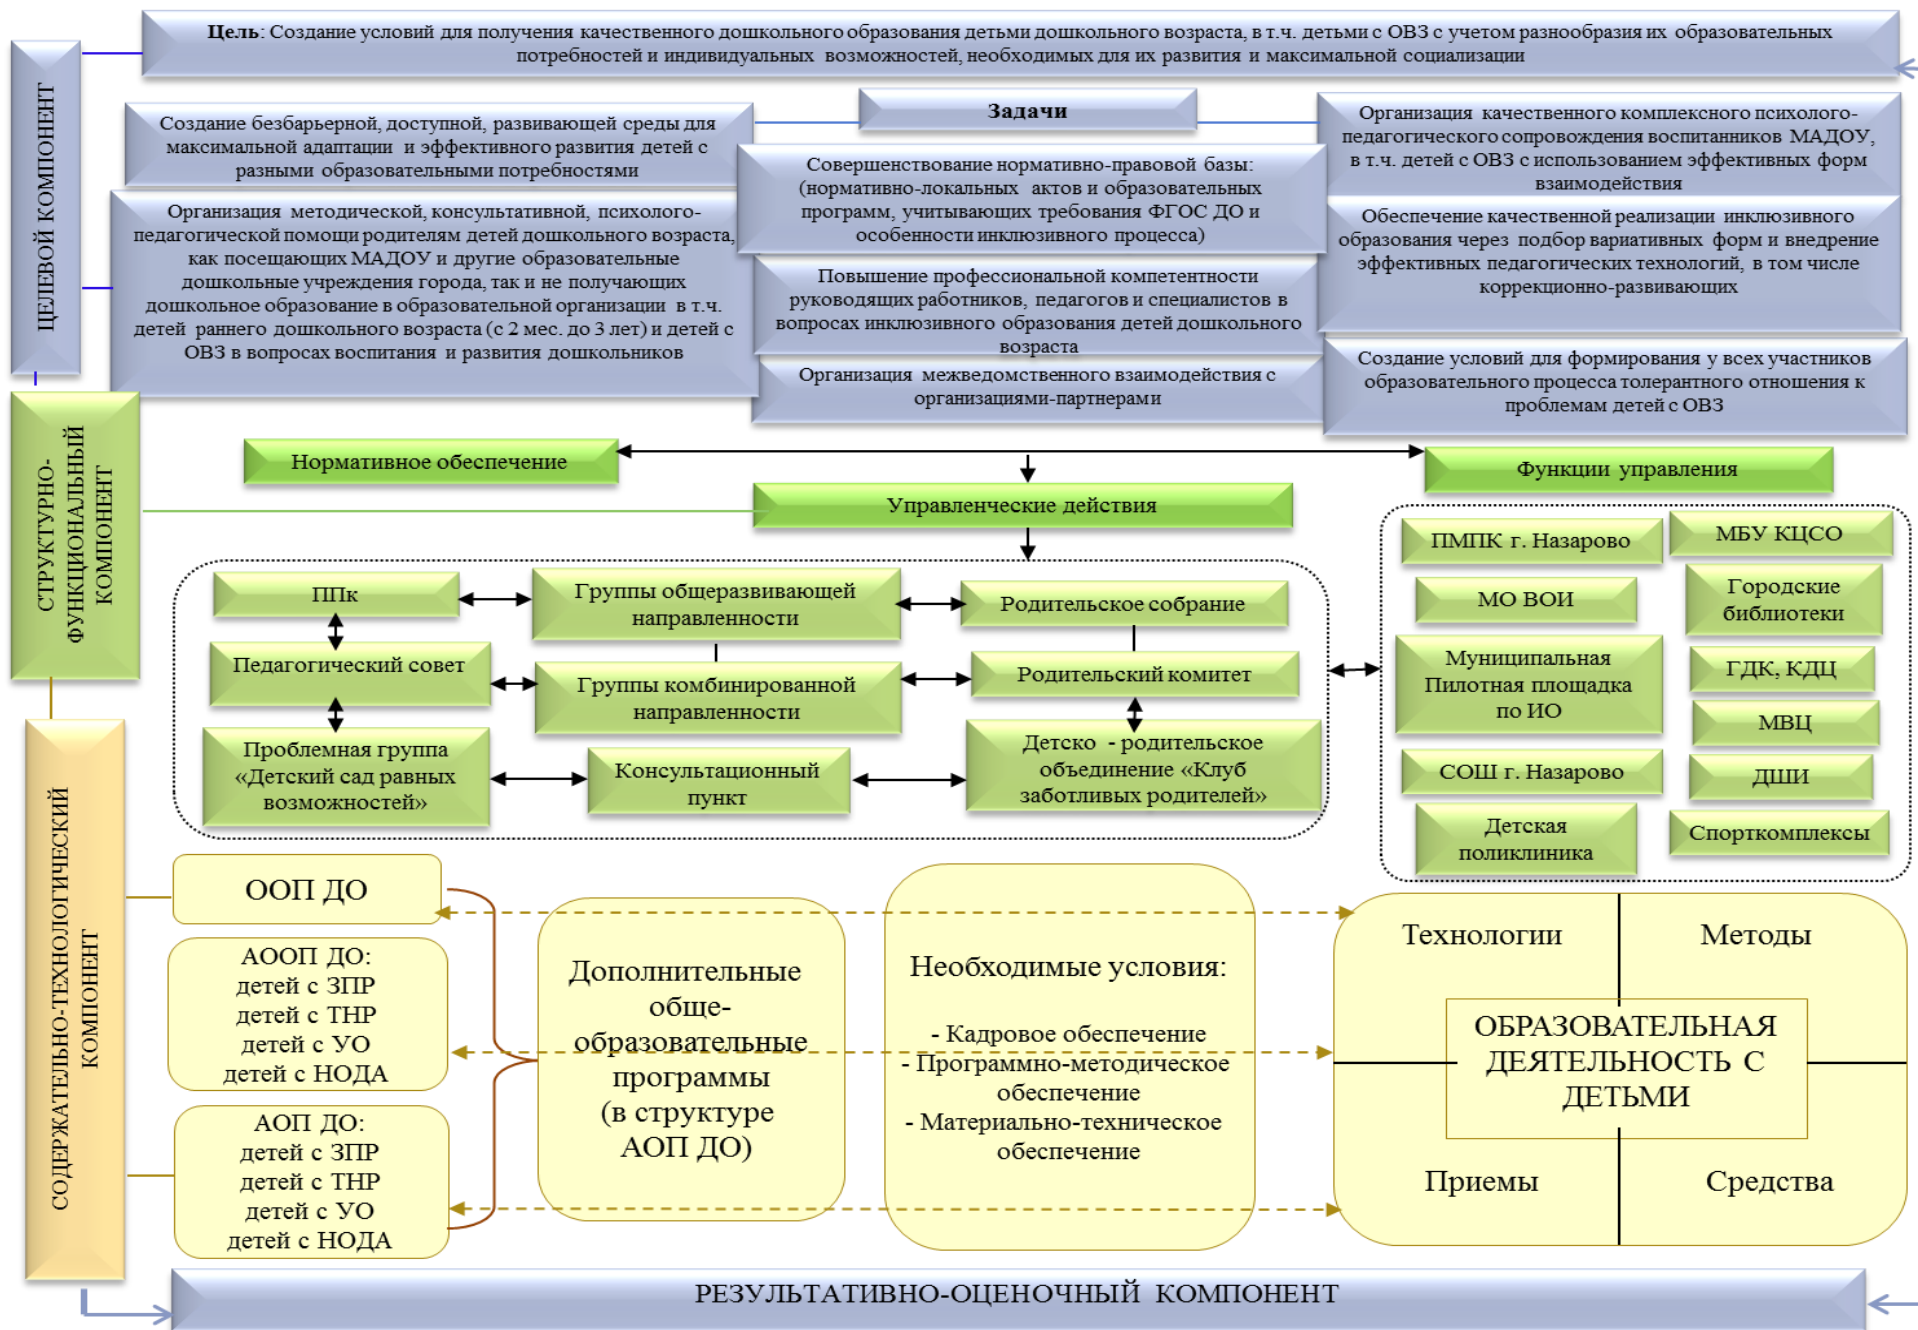 Цель: Создание условий для получения качественного дошкольного образования детьми дошкольного возраста, в т.ч. детьми с ОВЗ с учетом разнообразия их образовательных
потребностей и индивидуальных возможностей, необходимых для их развития и максимальной социализации
ЦЕЛЕВОЙ КОМПОНЕНТ
Задачи
Создание безбарьерной, доступной, развивающей среды для
максимальной адаптации и эффективного развития детей с
разными образовательными потребностями
Организация методической, консультативной, психолого-
педагогической помощи родителям детей дошкольного возраста,
как посещающих МАДОУ и другие образовательные
дошкольные учреждения города, так и не получающих
дошкольное образование в образовательной организации в т.ч.
детей раннего дошкольного возраста (с 2 мес. до 3 лет) и детей с
ОВЗ в вопросах воспитания и развития дошкольников
Совершенствование нормативно-правовой базы:
(нормативно-локальных актов и образовательных
программ, учитывающих требования ФГОС ДО и
особенности инклюзивного процесса)
Повышение профессиональной компетентности
руководящих работников, педагогов и специалистов в
вопросах инклюзивного образования детей дошкольного
возраста
Организация межведомственного взаимодействия с
организациями-партнерами
Организация качественного комплексного психолого-
педагогического сопровождения воспитанников МАДОУ,
в т.ч. детей с ОВЗ с использованием эффективных форм
взаимодействия
Обеспечение качественной реализации инклюзивного
образования через подбор вариативных форм и внедрение
эффективных педагогических технологий, в том числе
коррекционно-развивающих
Создание условий для формирования у всех участников
образовательного процесса толерантного отношения к
проблемам детей с ОВЗ
СТРУКТУРНО-
ФУНКЦИОНАЛЬНЫЙ
КОМПОНЕНТ
Нормативное обеспечение
Функции управления
Управленческие действия
ППк
Группы общеразвивающей
направленности
Родительское собрание
Педагогический совет
Группы комбинированной
направленности
Родительский комитет
Проблемная группа
«Детский сад равных
возможностей»
Консультационный
пункт
Детско - родительское
объединение «Клуб
заботливых родителей»
ПМПК г. Назарово
МО ВОИ
Муниципальная
Пилотная площадка
по ИО
СОШ г. Назарово
Детская
поликлиника
МБУ КЦСО
Городские
библиотеки
ГДК, КДЦ
МВЦ
ДШИ
Спорткомплексы
СОДЕРЖАТЕЛЬНО-ТЕХНОЛОГИЧЕСКИЙ
КОМПОНЕНТ
ООП ДО
АООП ДО:
детей с ЗПР
детей с ТНР
детей с УО
детей с НОДА
АОП ДО:
детей с ЗПР
детей с ТНР
детей с УО
детей с НОДА
Дополнительные
обще-
образовательные
программы
(в структуре
АОП ДО)
Необходимые условия:
- Кадровое обеспечение
- Программно-методическое
обеспечение
- Материально-техническое
обеспечение
Технологии
Методы
ОБРАЗОВАТЕЛЬНАЯ
ДЕЯТЕЛЬНОСТЬ С
ДЕТЬМИ
Приемы
Средства
РЕЗУЛЬТАТИВНО-ОЦЕНОЧНЫЙ КОМПОНЕНТ